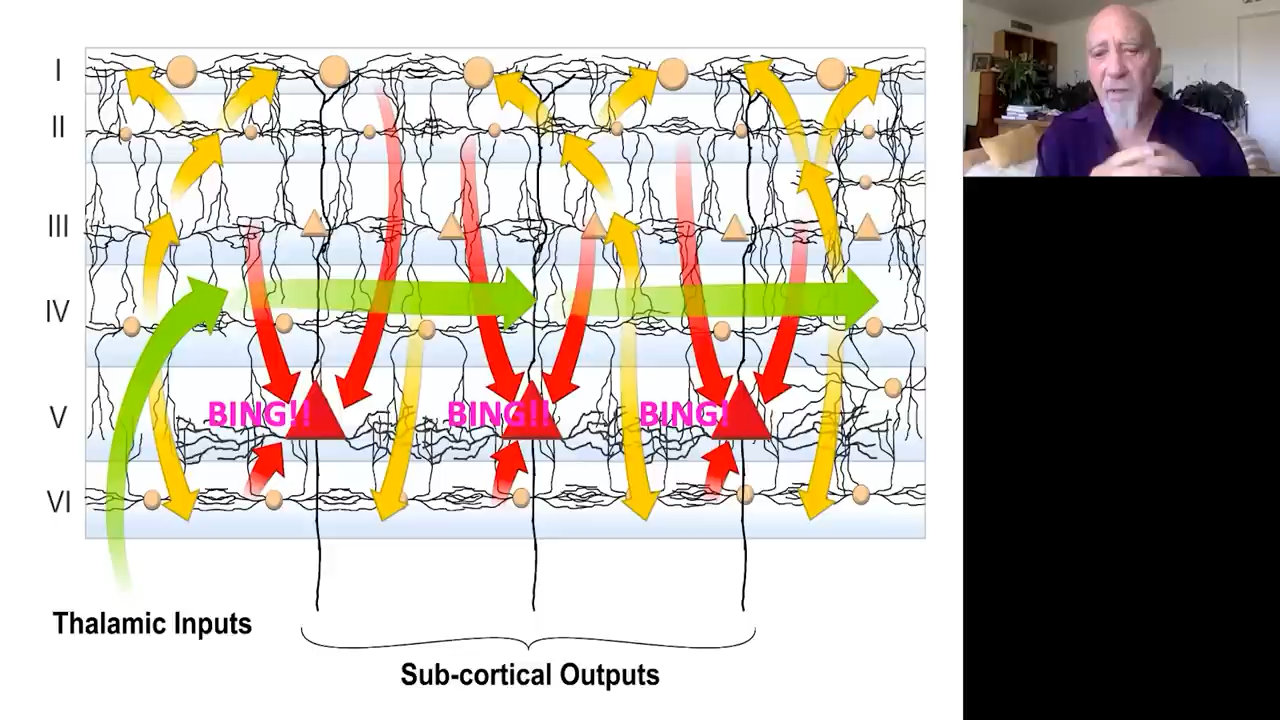 I
II
III
IV
V
BING!! BING!! BING!
VI
Thalamic Inputs
Sub-cortical Outputs